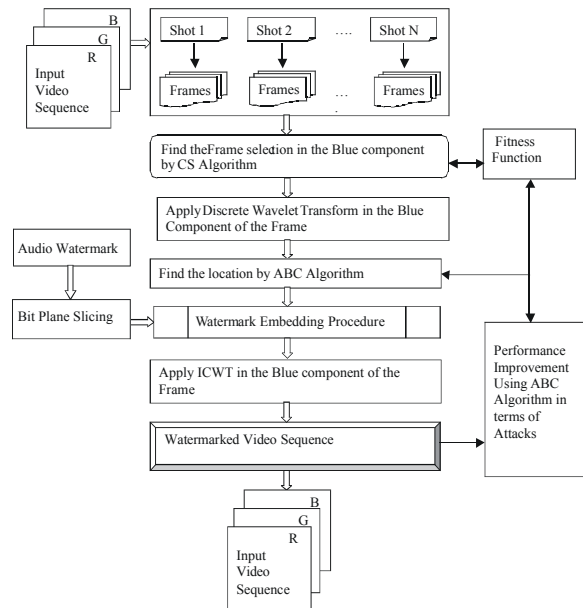 B
G
R
Input
Video
Sequence
Shot 1
Shot 2
....
Shot N
Frames
Frames
... .
Frames
.
Find theFrame selection in the Blue component
by CS Algorithm
Fitness
Function
Apply Discrete Wavelet Transform in the Blue
Component of the Frame
Audio Watermark
Find the location by ABC Algorithm
Bit Plane Slicing
Watermark Embedding Procedure
Performance
Improvement
Using ABC
Algorithm in
terms of
Attacks
Apply ICWT in the Blue component of the
Frame
Watermarked Video Sequence
B
G
R
Input
Video
Sequence